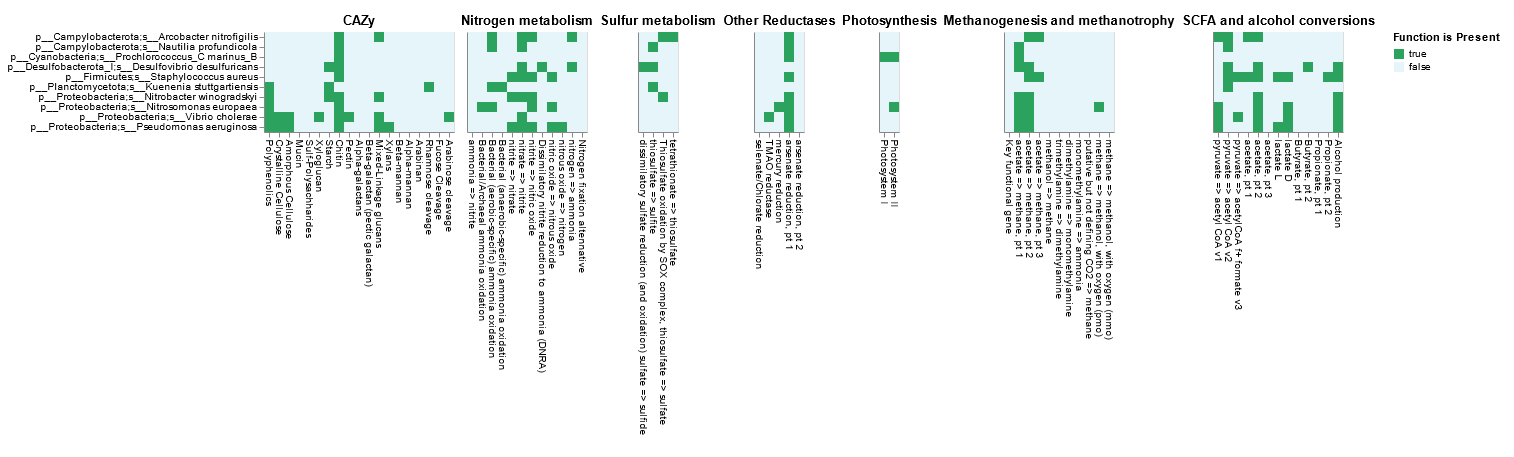 CAZy
Nitrogen metabolism
Sulfur metabolism
Other Reductases
Photosynthesis
Methanogenesis and methanotrophy
SCFA and alcohol conversions
Function is Present
true
false
p__Campylobacterota;s__Arcobacter nitrofigilis
p__Campylobacterota;s__Nautilia profundicola
p__Cyanobacteria;s__Prochlorococcus_C marinus_B
p__Desulfobacterota_I;s__Desulfovibrio desulfuricans
p__Firmicutes;s__Staphylococcus aureus
p__Planctomycetota;s__Kuenenia stuttgartiensis
p__Proteobacteria;s__Nitrobacter winogradskyi
p__Proteobacteria;s__Nitrosomonas europaea
p__Proteobacteria;s__Vibrio cholerae
p__Proteobacteria;s__Pseudomonas aeruginosa
Polyphenolics
Crystalline Cellulose
Amorphous Cellulose
Mucin
Sulf-Polysachharides
Xyloglucan
Starch
Chitin
Pectin
Alpha-galactans
Beta-galactan (pectic galactan)
Mixed-Linkage glucans
Xylans
Beta-mannan
Alpha-mannan
Arabinan
Rhamnose cleavage
Fucose Cleavage
Arabinose cleavage
ammonia => nitrite
Bacterial/Archaeal ammonia oxidation
Bacterial (aerobic-specific) ammonia oxidation
Bacterial (anaerobic-specific) ammonia oxidation
nitrite => nitrate
nitrate => nitrite
nitrite => nitric oxide
Dissimilatory nitrite reduction to ammonia (DNRA)
nitric oxide => nitrous oxide
nitrous oxide => nitrogen
nitrogen => ammonia
Nitrogen fixation altennative
dissimilatory sulfate reduction (and oxidation) sulfate => sulfide
thiosulfate => sulfite
Thiosulfate oxidation by SOX complex, thiosulfate => sulfate
tetrathionate => thiosulfate
selenate/Chlorate reduction
TMAO reductase
mercury reduction
arsenate reduction, pt 1
arsenate reduction, pt 2
Photosystem I
Photosystem II
Key functional gene
acetate => methane, pt 1
acetate => methane, pt 2
acetate => methane, pt 3
methanol => methane
trimethylamine => dimethylamine
dimethylamine => monomethylamine
monomethylamine => ammonia
putative but not defining CO2 => methane
methane => methanol, with oxygen (pmo)
methane => methanol, with oxygen (mmo)
pyruvate => acetyl CoA v1
pyruvate => acetyl CoA v2
pyruvate => acetylCoA f+ formate v3
acetate, pt 1
acetate, pt 2
acetate, pt 3
lactate L
lactate D
Butyrate, pt 1
Butyrate, pt 2
Propionate, pt 1
Propionate, pt 2
Alcohol production